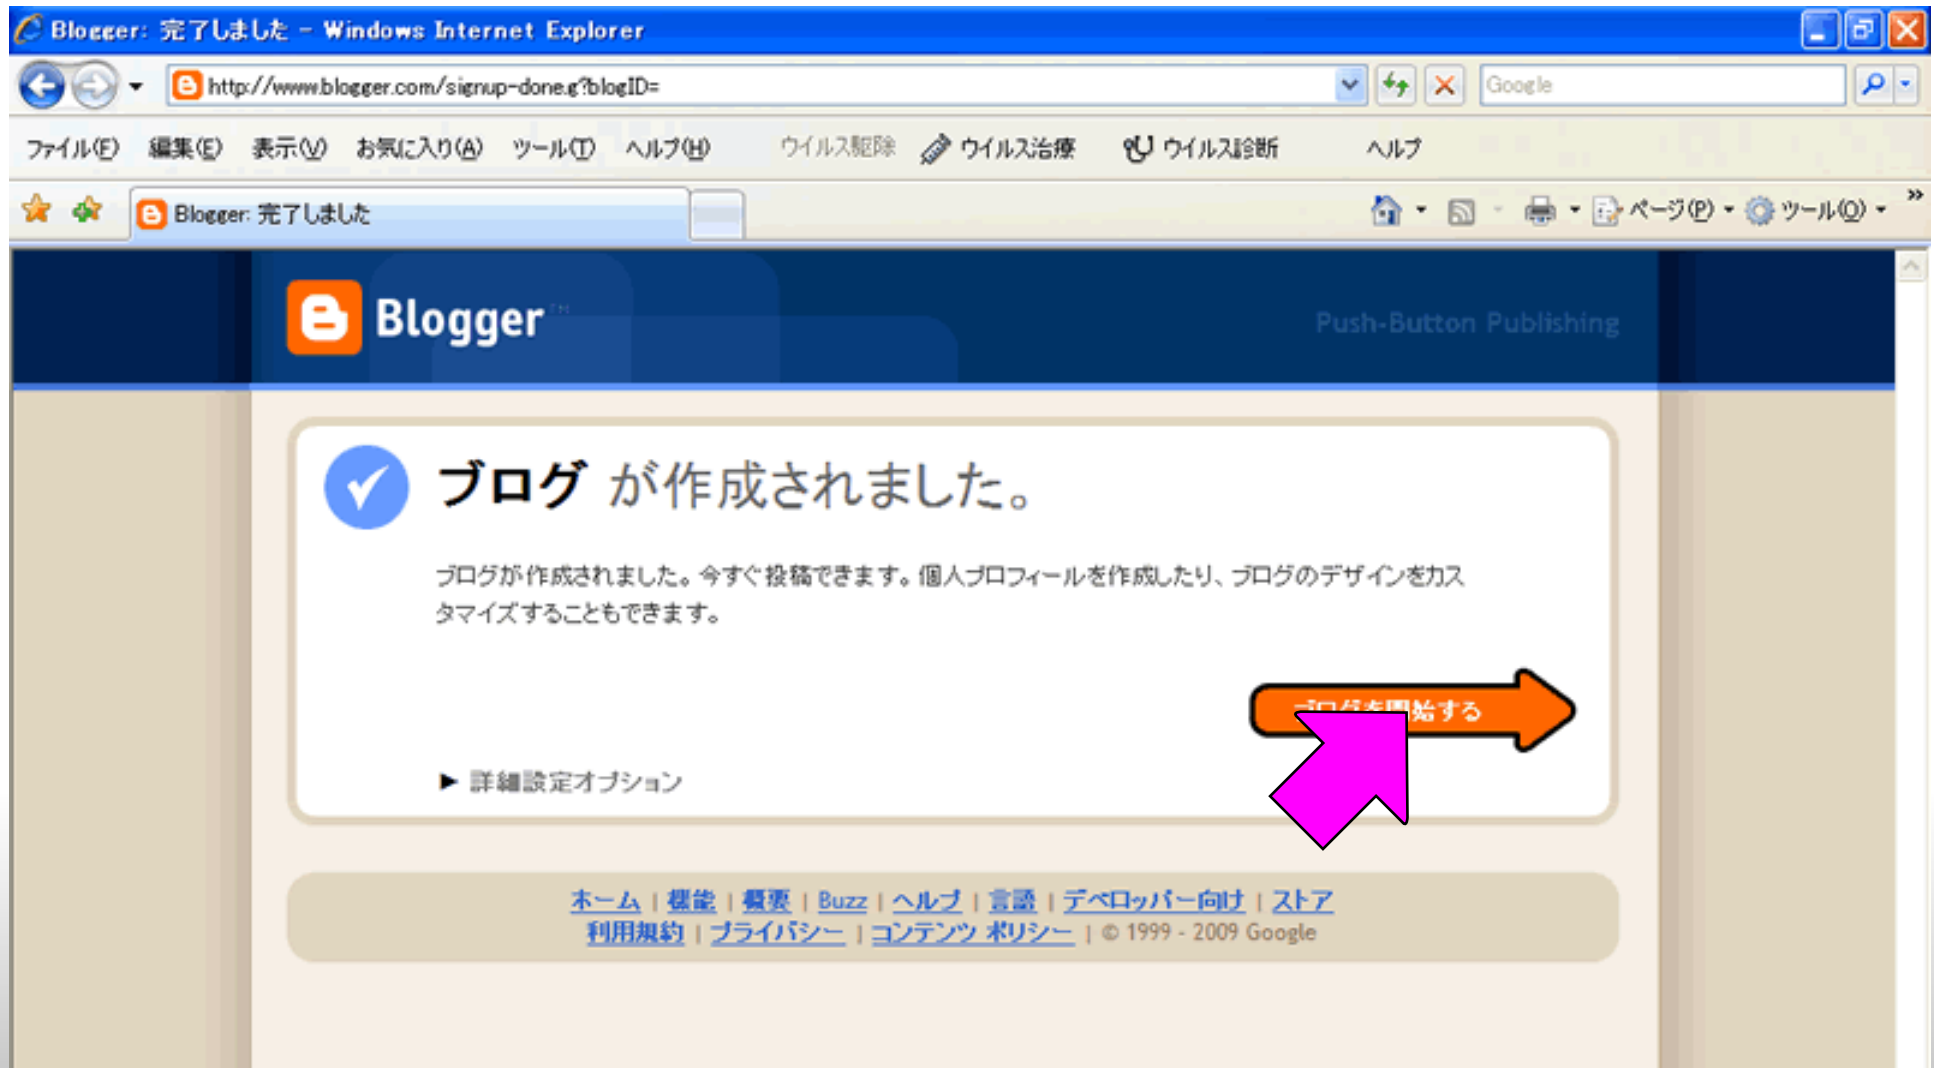 Blogger: 完了しました - Windows Internet Explorer
http://www.blogger.com/signup-done.g?blogID=
Google
ファイル(F) 編集(E) 表示(V) お気に入り(A) ツール(T) ヘルプ(H) ウイルス駆除 ウイルス治療 ウイルス診断 ヘルプ
Blogger: 完了しました
ページ(P) ツール(O) »
Blogger™
Push-Button Publishing
ブログ が作成されました。
ブログが作成されました。今すぐ投稿できます。個人プロフィールを作成したり、ブログのデザインをカス
タマイズすることもできます。
ブログを開始する
► 詳細設定オプション
ホーム | 機能 | 概要 | Buzz | ヘルプ | 言語 | デベロッパー向け | ストア
利用規約 | プライバシー | コンテンツ ポリシー | © 1999 - 2009 Google